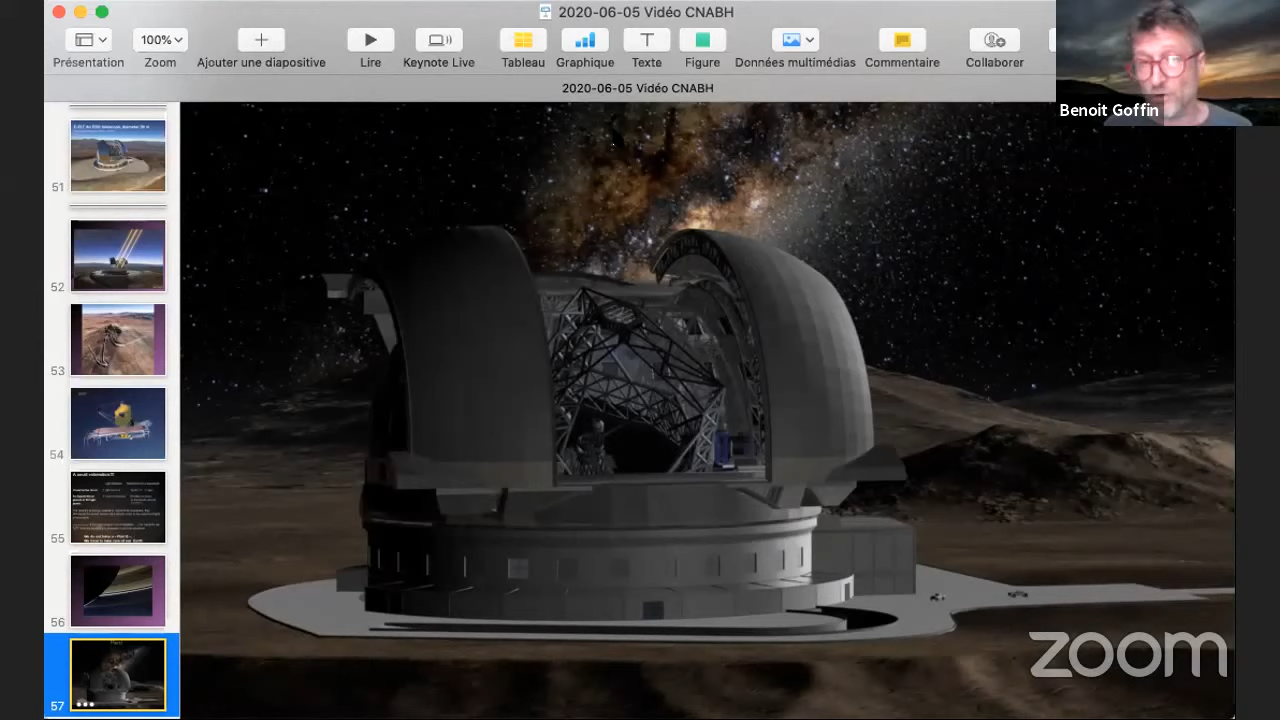 2020-06-05 Vidéo CNABH
100%
Présentation
Zoom
Ajouter une diapositive
Lire
Keynote Live
Tableau
Graphique
T
Texte
Figure
Données multimédias
Commentaire
Collaborer
2020-06-05 Vidéo CNABH
Benoit Goffin
51
52
53
54
55
56
57
zoom